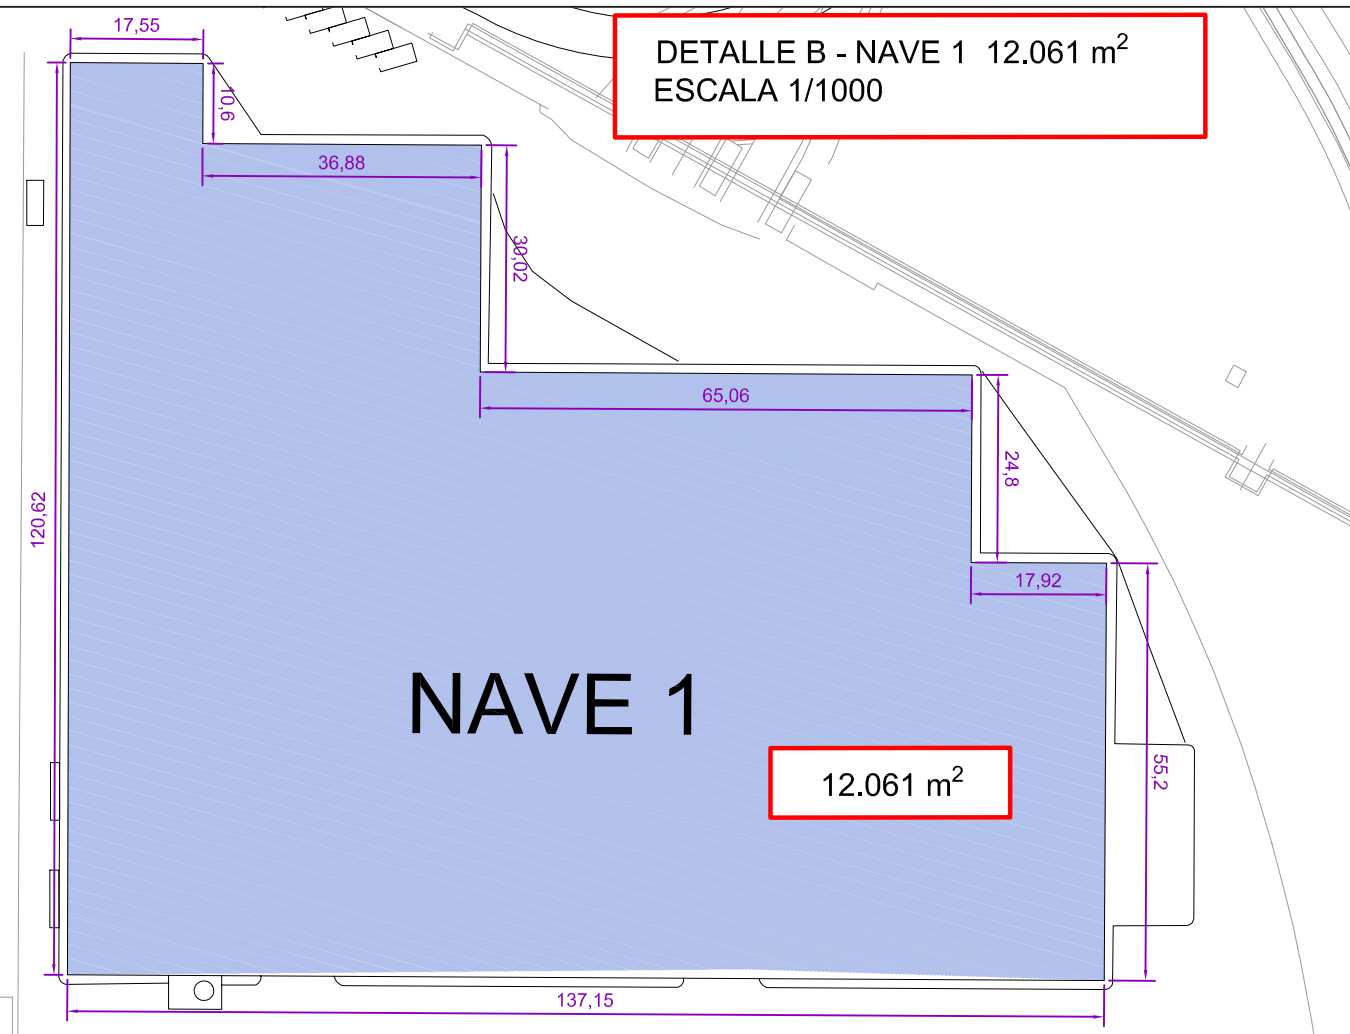 17,55
DETALLE B - NAVE 1 12.061 m²
ESCALA 1/1000
10,6
36,88
30,02
65,06
24,8
120,62
17,92
NAVE 1
55,2
12.061 m²
137,15